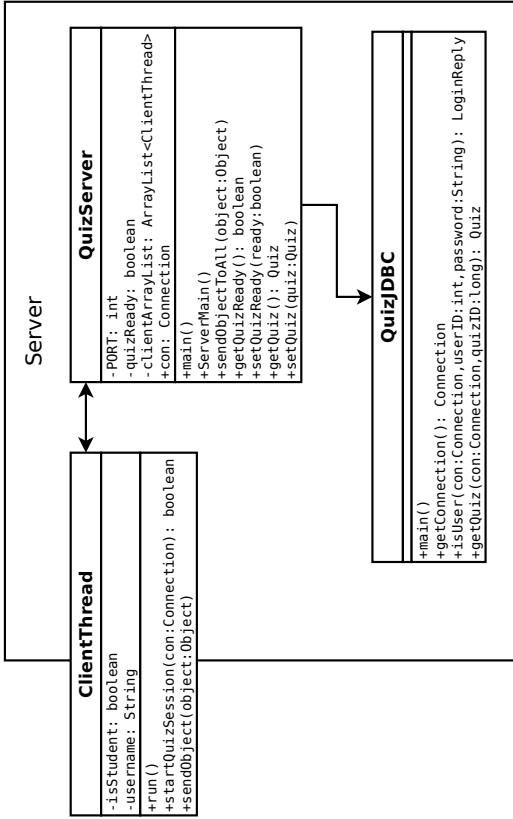 Server
ClientThread
-isStudent: boolean
-username: String
+run()
+startQuizSession(con:Connection): boolean
+sendObject(object:Object)
QuizServer
-PORT: int
-quizReady: boolean
-clientArrayList: ArrayList<ClientThread>
+con: Connection
+main()
+ServerMain()
+sendObjectToAll(object:Object)
+getQuizReady(): boolean
+setQuizReady(ready:boolean)
+getQuiz(): Quiz
+setQuiz(quiz:Quiz)
QuizJDBC
+main()
+getConnection(): Connection
+isUser(con:Connection,userID:int,password:String): LoginReply
+getQuiz(con:Connection,quizID:long): Quiz